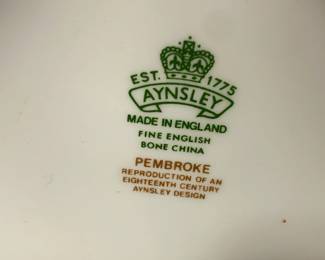 EST. 1775
AYNSLEY
MADE IN ENGLAND
FINE ENGLISH
BONE CHINA
PEMBROKE
REPRODUCTION OF AN
EIGHTEENTH CENTURY
AYNSLEY DESIGN